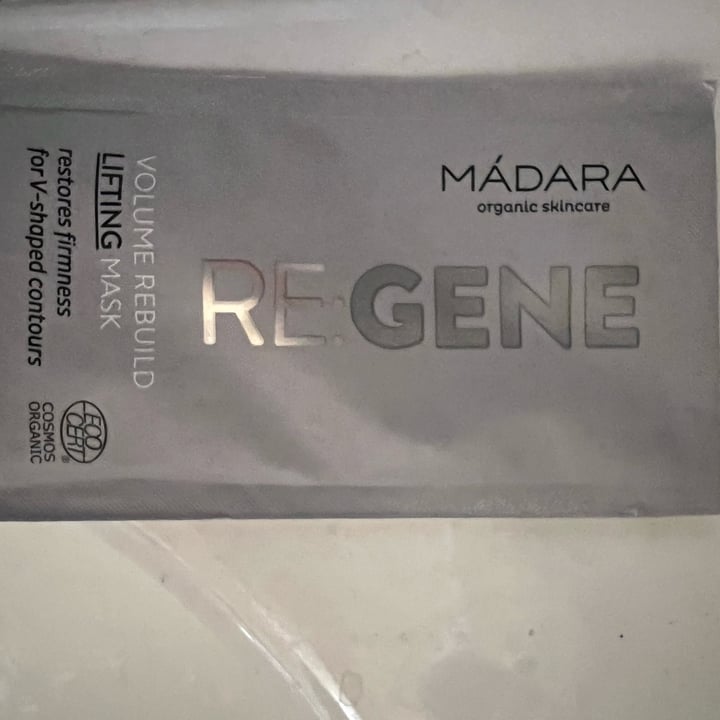 MÁDARA
organic skincare
RE:GENE
VOLUME REBUILD
LIFTING MASK
restores firmness
for V-shaped contours
ECO
CERT®
COSMOS
ORGANIC